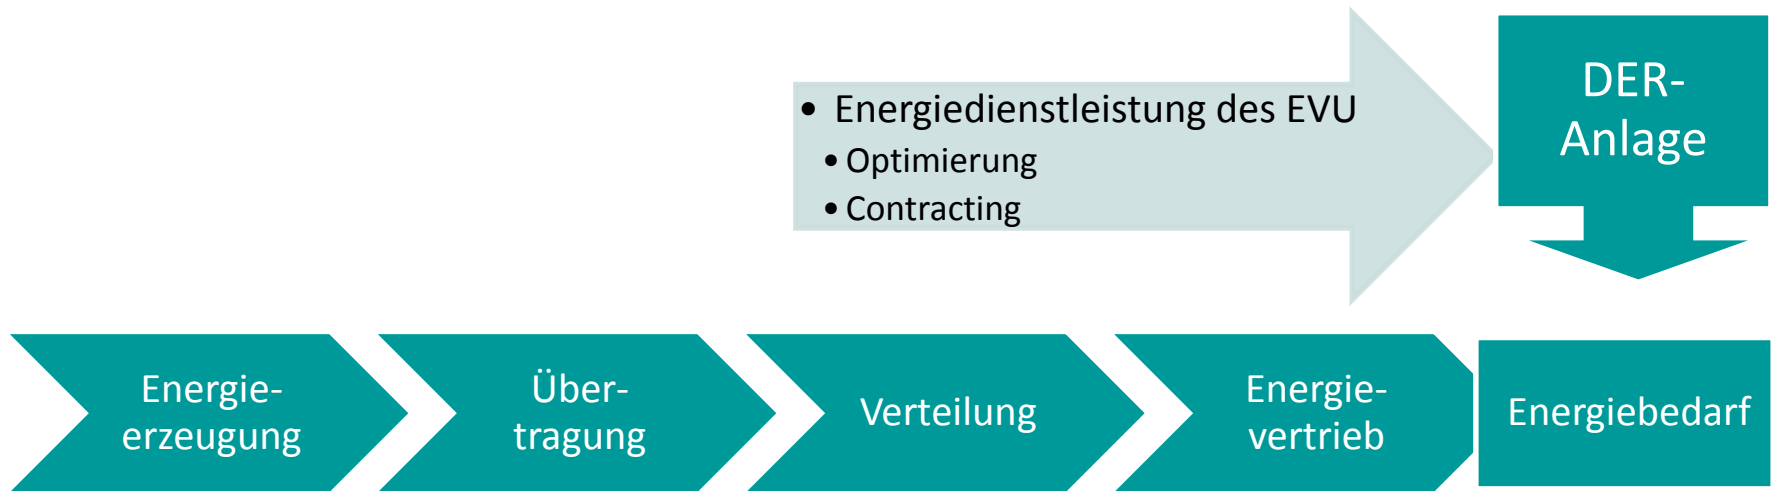 • Energiedienstleistung des EVU
• Optimierung
• Contracting
DER-
Anlage
Energie-
erzeugung
Über-
tragung
Verteilung
Energie-
vertrieb
Energiebedarf